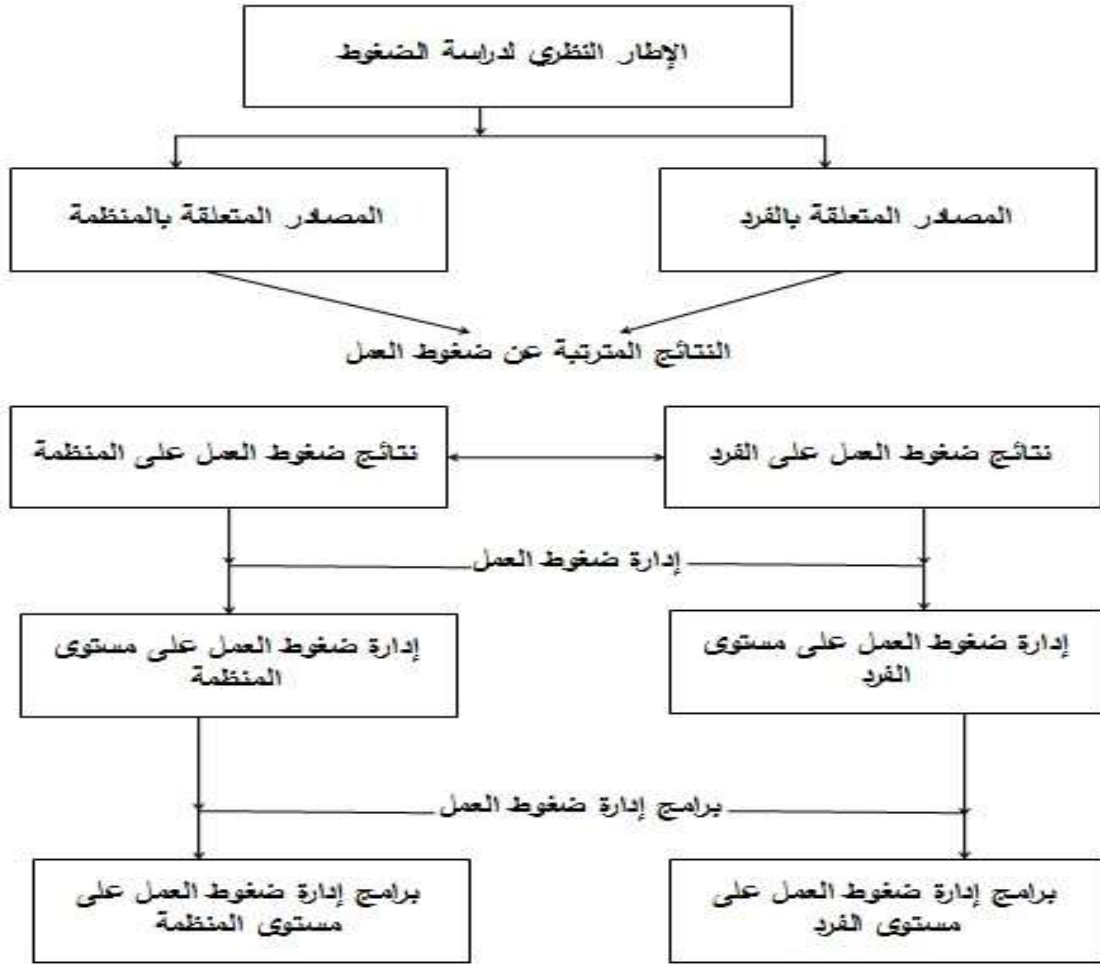 الإطار النظري لدراسة الضغوط
المصادر المتعلقة بالفرد
المصادر المتعلقة بالمنظمة
النتائج المترتبة عن ضغوط العمل
نتائج ضغوط العمل على الفرد
نتائج ضغوط العمل على المنظمة
إدارة ضغوط العمل
إدارة ضغوط العمل على مستوى
الفرد
إدارة ضغوط العمل على مستوى
المنظمة
برامج إدارة ضغوط العمل
برامج إدارة ضغوط العمل على
مستوى الفرد
برامج إدارة ضغوط العمل على
مستوى المنظمة